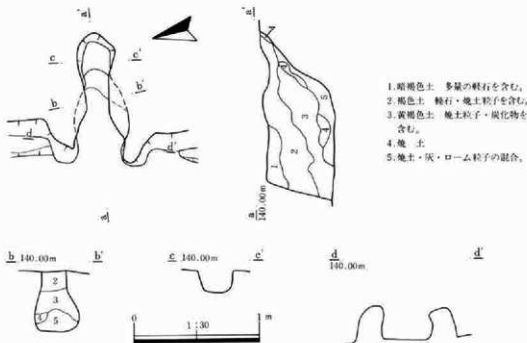 a'
a'
c
c'
b
b'
d
d'
a
1
4
5
3
4
1
2
a
140.00m
1.暗褐色土 多量の軽石を含む。
2.褐色土 軽石・焼土粒子を含む。
3.黄褐色土 焼土粒子・炭化物を
含む。
4.焼 土
5.焼土・灰・ローム粒子の混合。
b 140.00m b'
2
3
4
5
c 140.00m c'
d d'
140.00m
0 1:30 1m